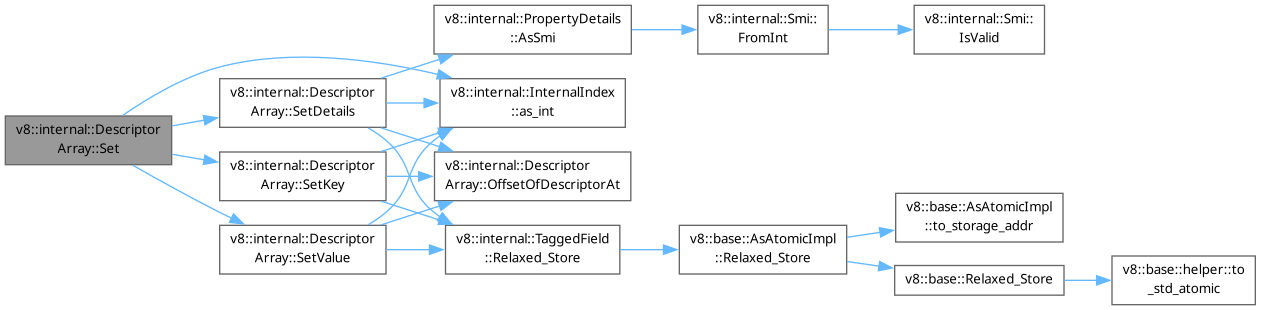 v8::internal::Descriptor
Array::Set
v8::internal::Descriptor
Array::SetDetails
v8::internal::Descriptor
Array::SetKey
v8::internal::Descriptor
Array::SetValue
v8::internal::PropertyDetails
::AsSmi
v8::internal::InternalIndex
::as_int
v8::internal::Descriptor
Array::OffsetOfDescriptorAt
v8::internal::TaggedField
::Relaxed_Store
v8::internal::Smi::
FromInt
v8::internal::Smi::
IsValid
v8::base::AsAtomicImpl
::Relaxed_Store
v8::base::AsAtomicImpl
::to_storage_addr
v8::base::Relaxed_Store
v8::base::helper::to
_std_atomic